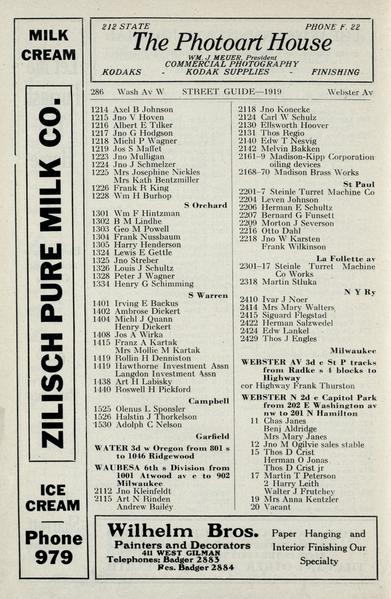 MILK
CREAM
ZILISCH PURE MILK CO.
ICE
CREAM
Phone
979
212 STATE PHONE F. 22
The Photoart House
WM. J. MEUER, President
COMMERCIAL PHOTOGRAPHY
KODAKS - KODAK SUPPLIES - FINISHING
286 Wash Av W STREET GUIDE—1919 Webster Av
1214 Axel B Johnson
1215 Jno V Hoven
1216 Albert E Tilker
1217 Jno G Hodgson
1218 Michl P Wagner
1219 Jos S Maffet
1223 Jno Mulligan
1224 Jno J Schmelzer
1225 Mrs Josephine Nickles
Mrs Kath Bentzmiller
1226 Frank R King
1228 Wm H Burhop
S Orchard
1301 Wm F Hintzman
1302 B M Lindhe
1303 Geo M Powell
1304 Frank Nussbaum
1305 Harry Henderson
1324 Lewis E Gettle
1325 Jno Streber
1326 Louis J Schultz
1328 Peter J Wagner
1334 Henry G Schimming
S Warren
1401 Irving E Backus
1402 Ambrose Dickert
1404 Michl J Quann
Henry Dickert
1408 Jos A Wirka
1415 Franz A Kartak
Mrs Mollie M Kartak
1419 Rollin H Denniston
1419 Hawthorne Investment Assn
Langdon Investment Assn
1438 Art H Labisky
1440 Roswell H Pickford
Campbell
1525 Olenus L Sponsler
1526 Halstin J Thorkelson
1530 Adolph C Nelson
Garfield
WATER 3d w Oregon from 801 s
to 1046 Ridgewood
WAUBESA 6th s Division from
1001 Atwood av e to 902
Milwaukee
2112 Jno Kleinfeldt
2115 Art N Rinden
Andrew Bailey
2118 Jno Konecke
2124 Carl W Schulz
2130 Ellsworth Hoover
2131 Thos Regio
2140 Edw T Nesvig
2142 Melvin Bakken
2161-9 Madison-Kipp Corporation
oiling devices
2168-70 Madison Brass Works
St Paul
2201-7 Steinle Turret Machine Co
2204 Leven Johnson
2206 Herman E Schultz
2207 Bernard G Funsett
2209 Morton J Severson
2216 Otto Dahl
2218 Jno W Karsten
Frank Wilkinson
La Follette av
2301-17 Steinle Turret Machine
Co Works
2318 Martin Stluka
N Y Ry
2410 Ivar J Noer
2414 Mrs Mary Walters
2415 Siguard Flegstad
2422 Herman Salzwedel
2424 Edw Lankel
2429 Thos J Engles
Milwaukee
WEBSTER AV 3d e St P tracks
from Radke s 4 blocks to
Highway
cor Highway Frank Thurston
WEBSTER N 2d e Capitol Park
from 202 E Washington av
nw to 201 N Hamilton
11 Chas Janes
Benj Aldridge
Mrs Mary Janes
12 Jno M Ogilvie sales stable
15 Thos D Crist
Herman O Jonas
Thos D Crist jr
17 Martin T Peterson
2 Harry Leith
Walter J Frutchey
19 Mrs Anna Kentzler
20 Vacant
Wilhelm Bros.
Painters and Decorators
411 WEST GILMAN
Telephones: Badger 2883
Res. Badger 2884
Paper Hanging and
Interior Finishing Our
Specialty